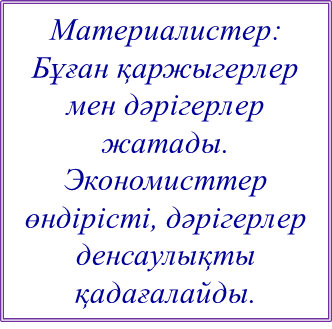 Материалистер:
Бұған қаржыгерлер
мен дәрігерлер
жатады.
Экономисттер
өндірісті, дәрігерлер
денсаулықты
қадағалайды.